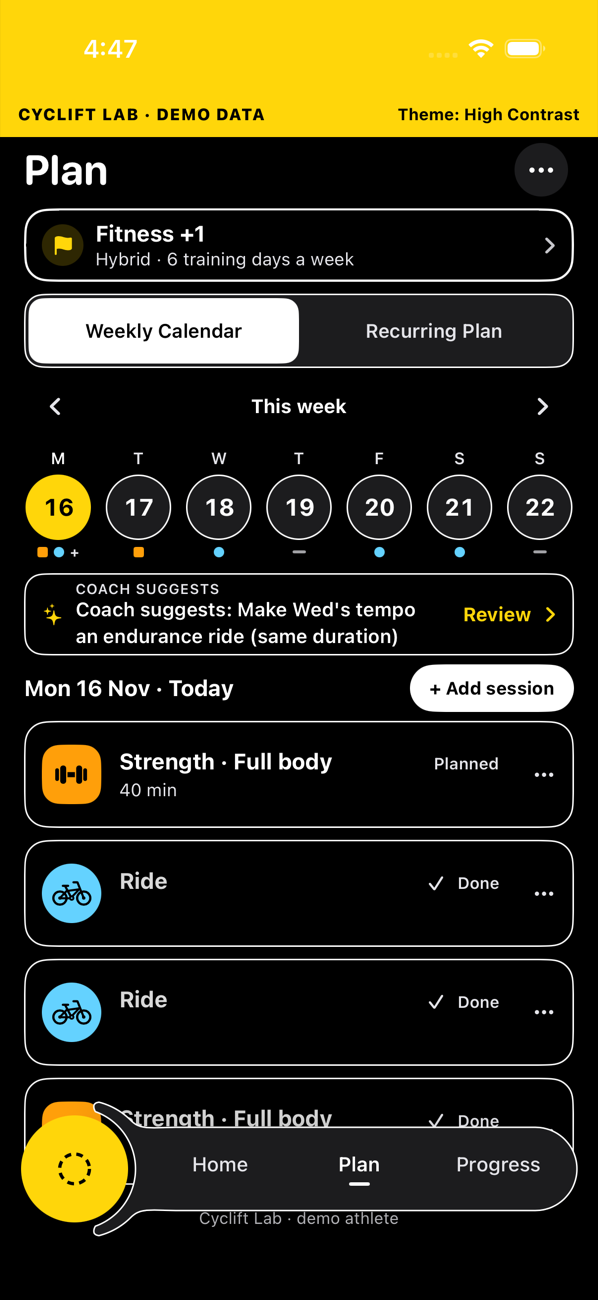 4:47
CYCLIFT LAB · DEMO DATA
Theme: High Contrast
Plan
Fitness +1
Hybrid · 6 training days a week
Weekly Calendar
Recurring Plan
This week
M T W T F S S
16 17 18 19 20 21 22
+
COACH SUGGESTS
Coach suggests: Make Wed's tempo
an endurance ride (same duration)
Review
Mon 16 Nov · Today
+ Add session
Strength · Full body
Planned
40 min
Ride
Done
Ride
Done
Strength · Full body
Done
Home
Plan
Progress
Cyclift Lab · demo athlete